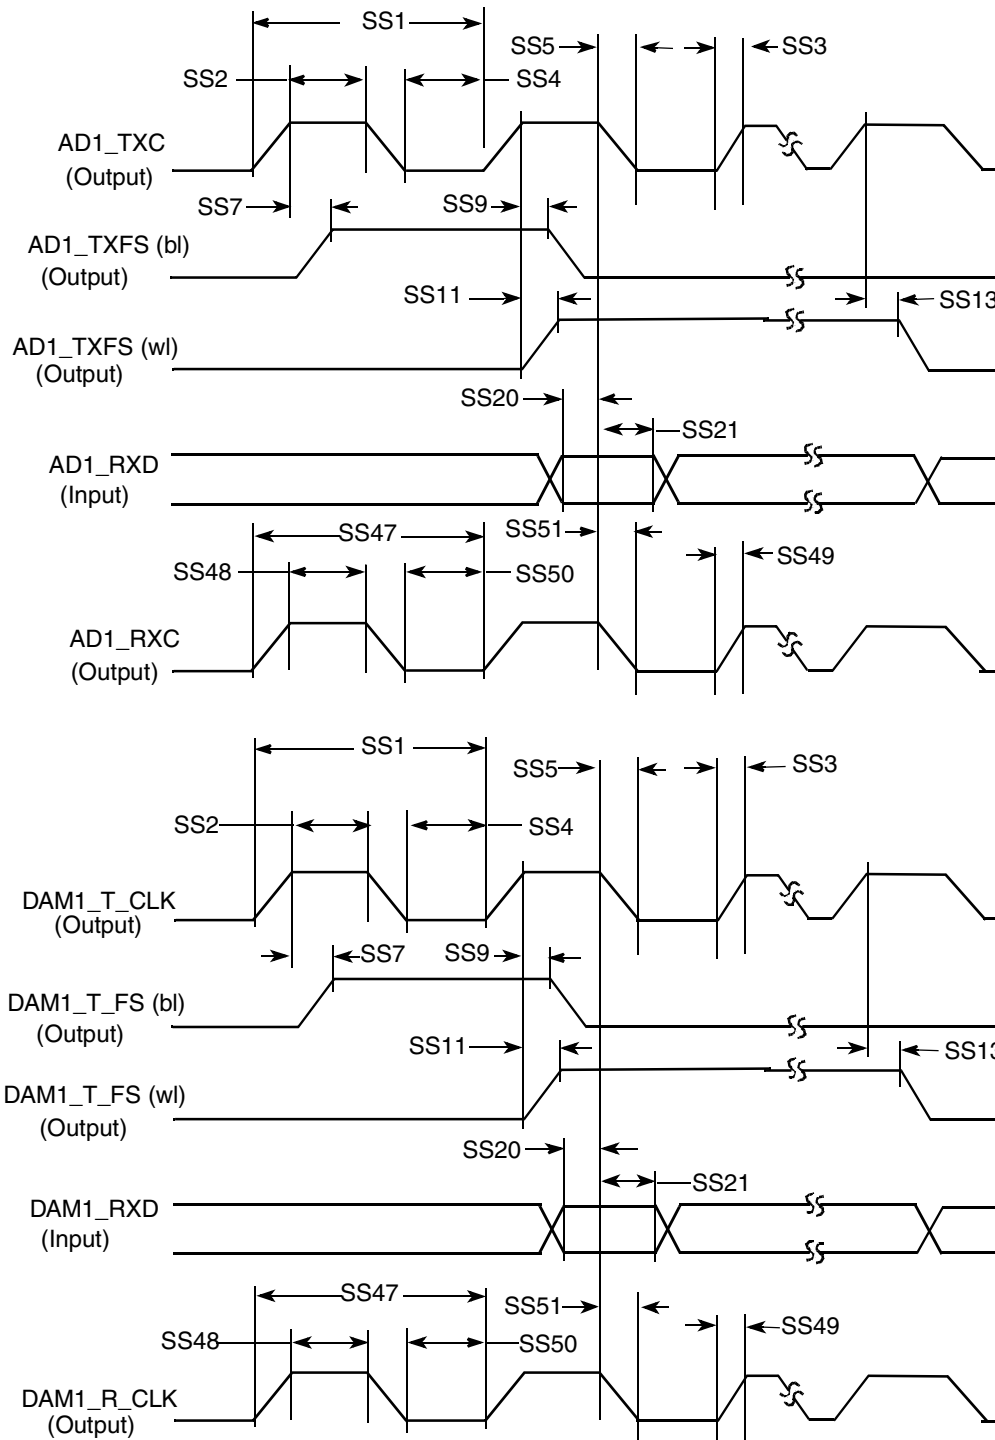 SS1
SS5
SS3
SS2
SS4
AD1_TXC
(Output)
SS7
SS9
AD1_TXFS (bl)
(Output)
SS11
SS13
AD1_TXFS (wl)
(Output)
SS20
SS21
AD1_RXD
(Input)
SS47
SS51
SS49
SS48
SS50
AD1_RXC
(Output)
SS1
SS5
SS3
SS2
SS4
DAM1_T_CLK
(Output)
SS7
SS9
DAM1_T_FS (bl)
(Output)
SS11
SS13
DAM1_T_FS (wl)
(Output)
SS20
SS21
DAM1_RXD
(Input)
SS47
SS51
SS49
SS48
SS50
DAM1_R_CLK
(Output)